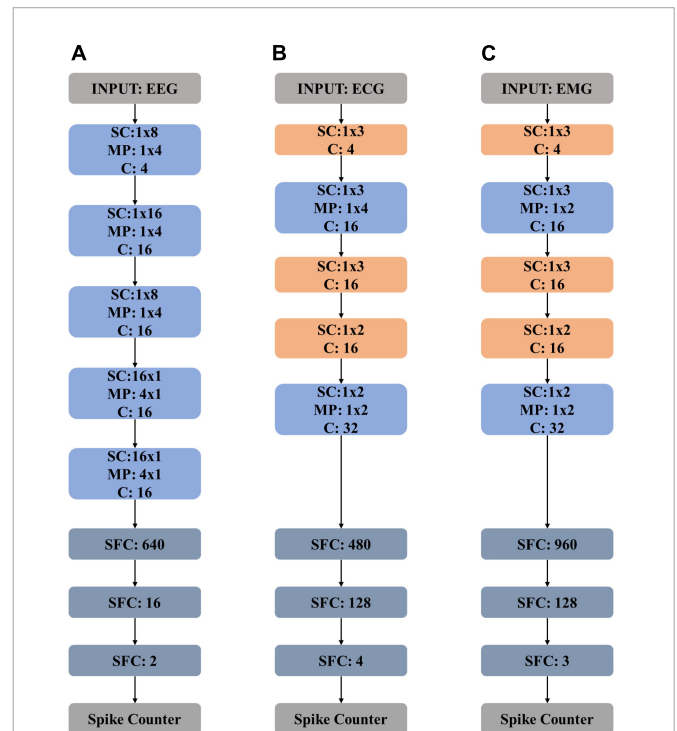 A
INPUT: EEG
SC:1x8
MP: 1x4
C: 4
SC:1x16
MP: 1x4
C: 16
SC:1x8
MP: 1x4
C: 16
SC:16x1
MP: 4x1
C: 16
SC:16x1
MP: 4x1
C: 16
SFC: 640
SFC: 16
SFC: 2
Spike Counter
B
INPUT: ECG
SC:1x3
C: 4
SC:1x3
MP: 1x4
C: 16
SC:1x3
C: 16
SC:1x2
C: 16
SC:1x2
MP: 1x2
C: 32
SFC: 480
SFC: 128
SFC: 4
Spike Counter
C
INPUT: EMG
SC:1x3
C: 4
SC:1x3
MP: 1x2
C: 16
SC:1x3
C: 16
SC:1x2
C: 16
SC:1x2
MP: 1x2
C: 32
SFC: 960
SFC: 128
SFC: 3
Spike Counter